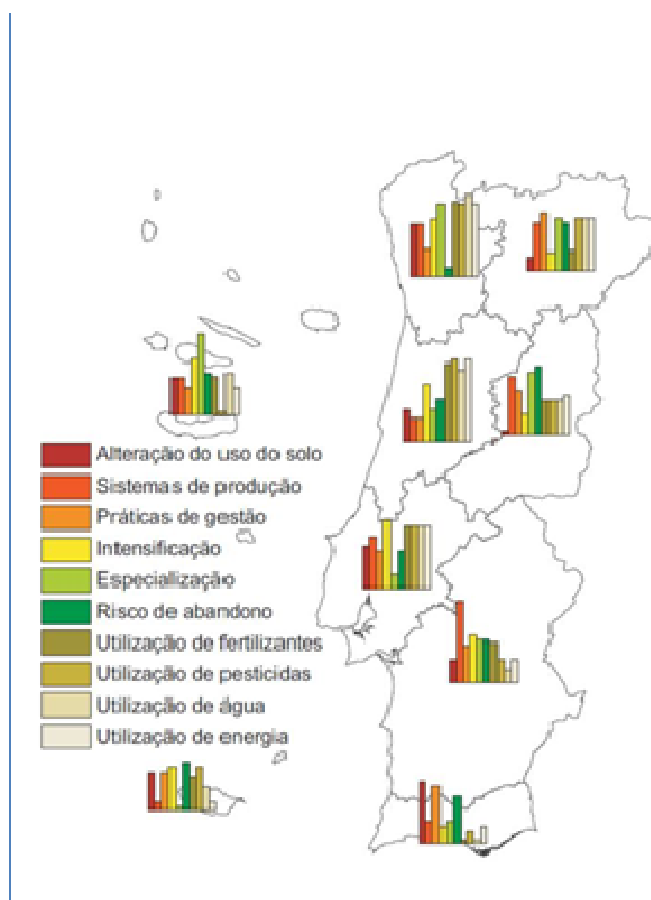 Alteração do uso do solo
Sistemas de produção
Práticas de gestão
Intensificação
Especialização
Risco de abandono
Utilização de fertilizantes
Utilização de pesticidas
Utilização de água
Utilização de energia